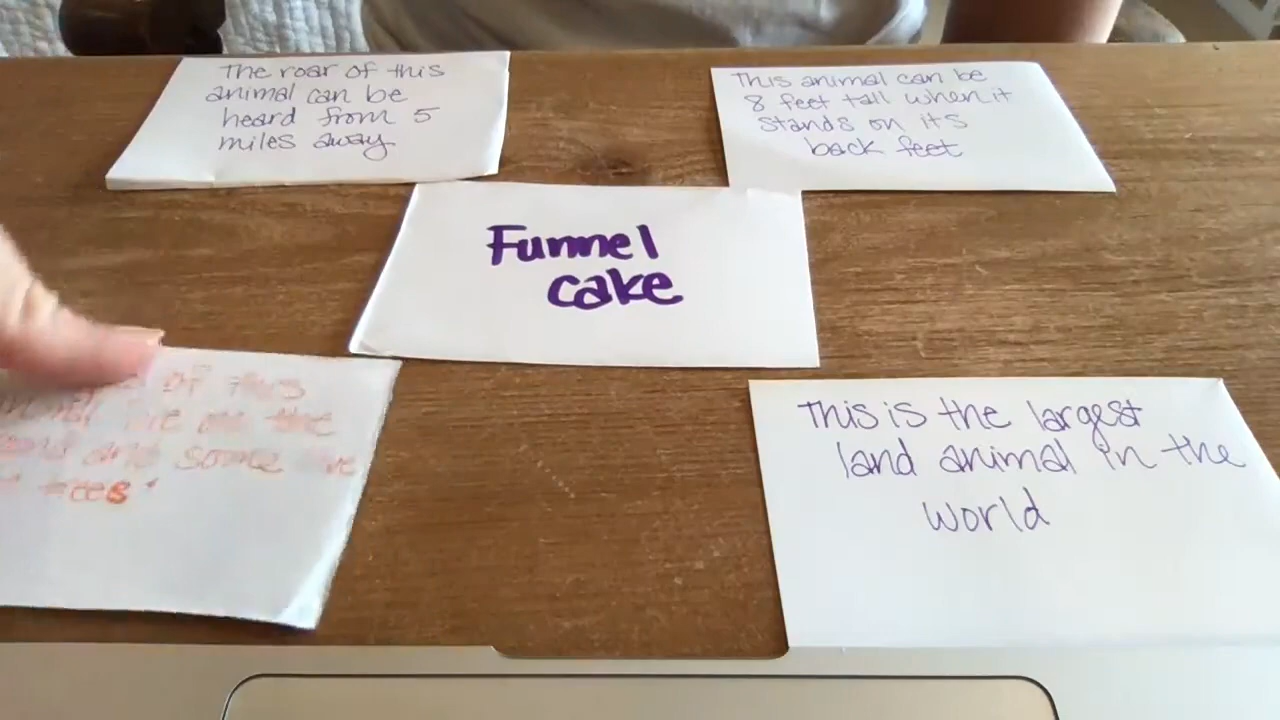 The roar of this
animal can be
heard from 5
miles away
This animal can be
8 feet tall when it
stands on its
back feet
Funnel
cake
of this
live on the
and some live
trees
This is the largest
land animal in the
world